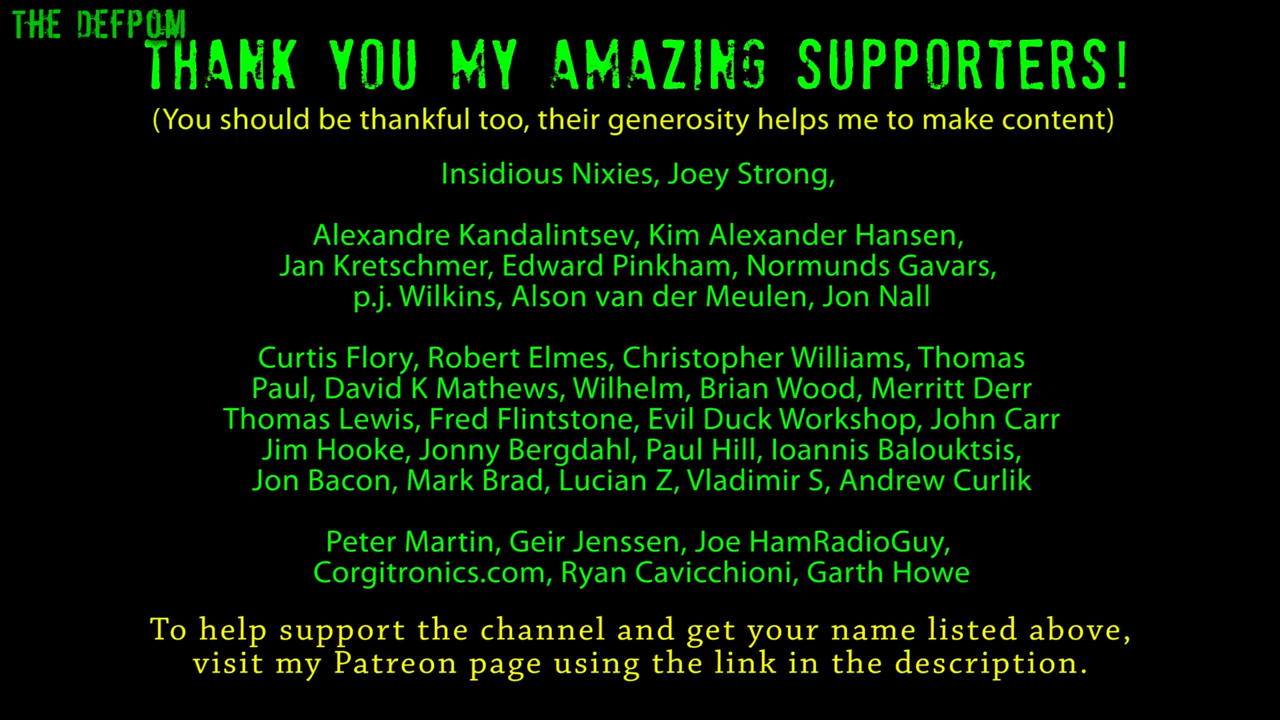 THE DEFPOM
THANK YOU MY AMAZING SUPPORTERS!
(You should be thankful too, their generosity helps me to make content)
Insidious Nixies, Joey Strong,
Alexandre Kandalintsev, Kim Alexander Hansen,
Jan Kretschmer, Edward Pinkham, Normunds Gavars,
p.j. Wilkins, Alson van der Meulen, Jon Nall
Curtis Flory, Robert Elmes, Christopher Williams, Thomas
Paul, David K Mathews, Wilhelm, Brian Wood, Merritt Derr
Thomas Lewis, Fred Flintstone, Evil Duck Workshop, John Carr
Jim Hooke, Jonny Bergdahl, Paul Hill, Ioannis Balouktsis,
Jon Bacon, Mark Brad, Lucian Z, Vladimir S, Andrew Curlik
Peter Martin, Geir Jenssen, Joe HamRadioGuy,
Corgitronics.com, Ryan Cavicchioni, Garth Howe
To help support the channel and get your name listed above,
visit my Patreon page using the link in the description.